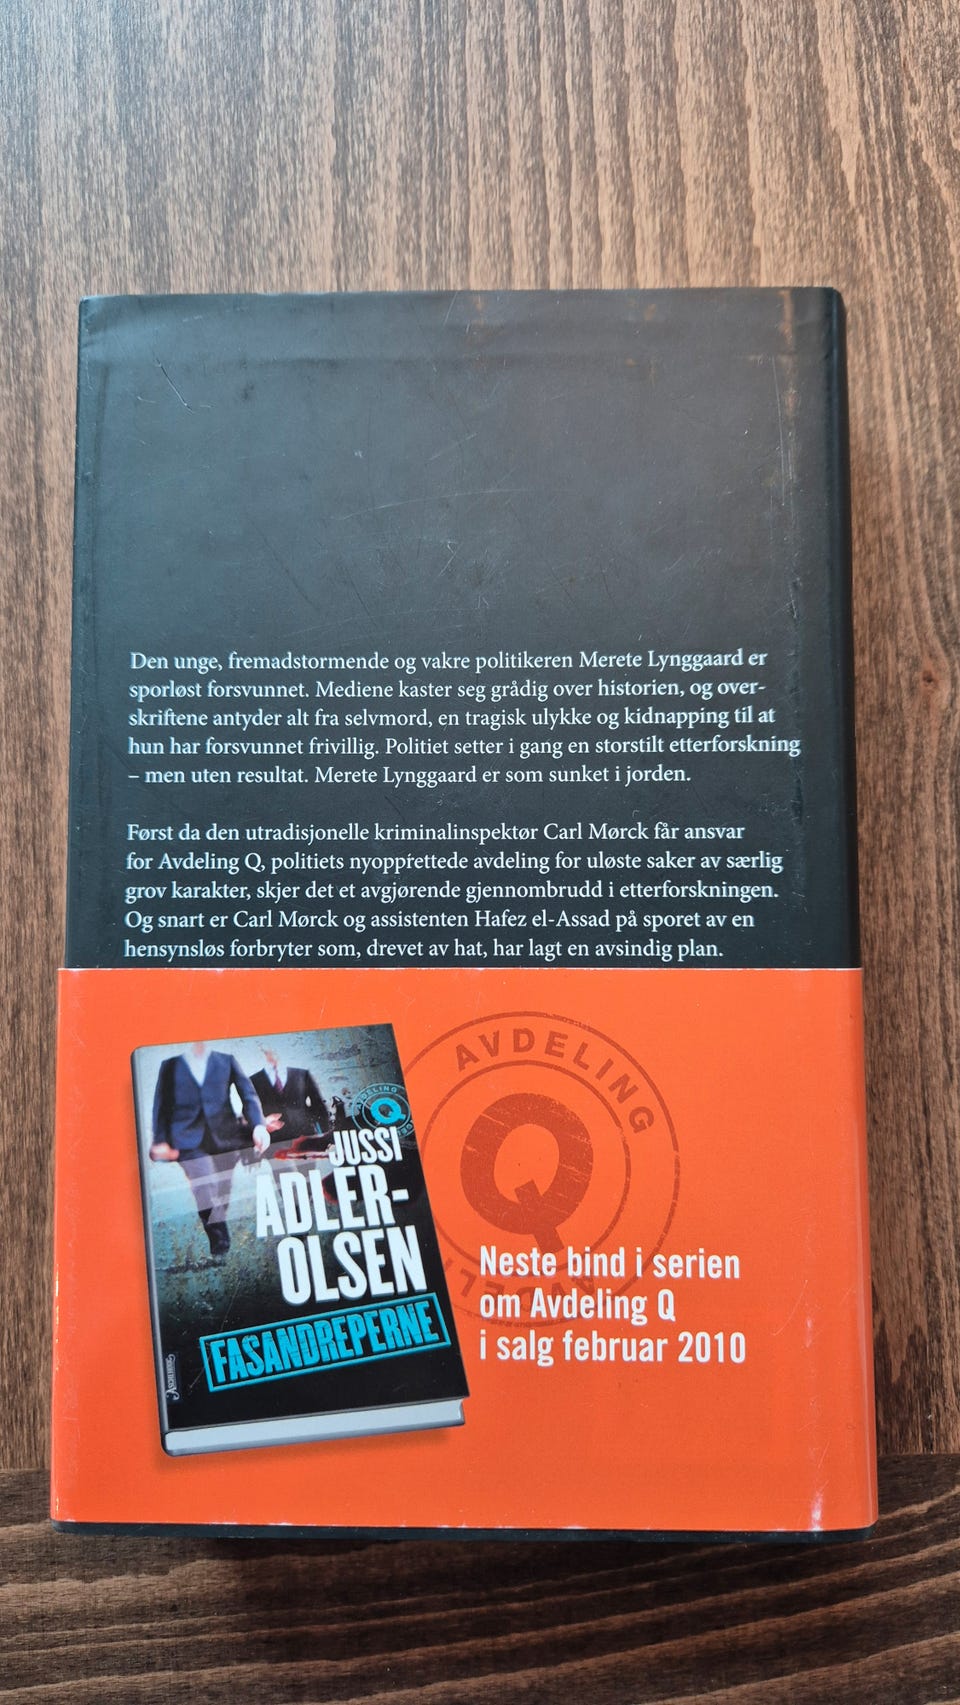 Den unge, fremadstormende og vakre politikeren Merete Lynggaard er
sporløst forsvunnet. Mediene kaster seg grådig over historien, og over-
skriftene antyder alt fra selvmord, en tragisk ulykke og kidnapping til at
hun har forsvunnet frivillig. Politiet setter i gang en storstilt etterforskning
– men uten resultat. Merete Lynggaard er som sunket i jorden.
Først da den utradisjonelle kriminalinspektør Carl Mørck får ansvar
for Avdeling Q, politiets nyopprettede avdeling for uløste saker av særlig
grov karakter, skjer det et avgjørende gjennombrudd i etterforskningen.
Og snart er Carl Mørck og assistenten Hafez el-Assad på sporet av en
hensynsløs forbryter som, drevet av hat, har lagt en avsindig plan.
AVDELING
Q
AVDELING
Q
JUSSI
ADLER-
OLSEN
FASANDREPERNE
ASCHEHOUG
Neste bind i serien
om Avdeling Q
i salg februar 2010